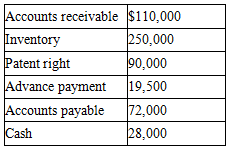 Accounts receivable $110,000
Inventory 250,000
Patent right 90,000
Advance payment 19,500
Accounts payable 72,000
Cash 28,000